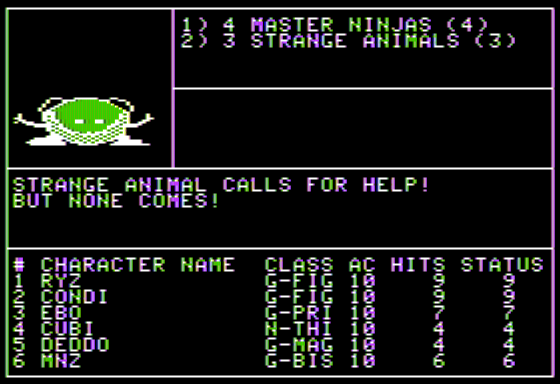 1) 4 MASTER NINJAS (4)
2) 3 STRANGE ANIMALS (3)
STRANGE ANIMAL CALLS FOR HELP!
BUT NONE COMES!
# CHARACTER NAME CLASS AC HITS STATUS
1 RYZ G-FIG 10 9 9
2 CONDI G-FIG 10 9 9
3 EBO G-PRI 10 7 7
4 CUBI N-THI 10 4 4
5 DEDDO G-MAG 10 4 4
6 MNZ G-BIS 10 6 6